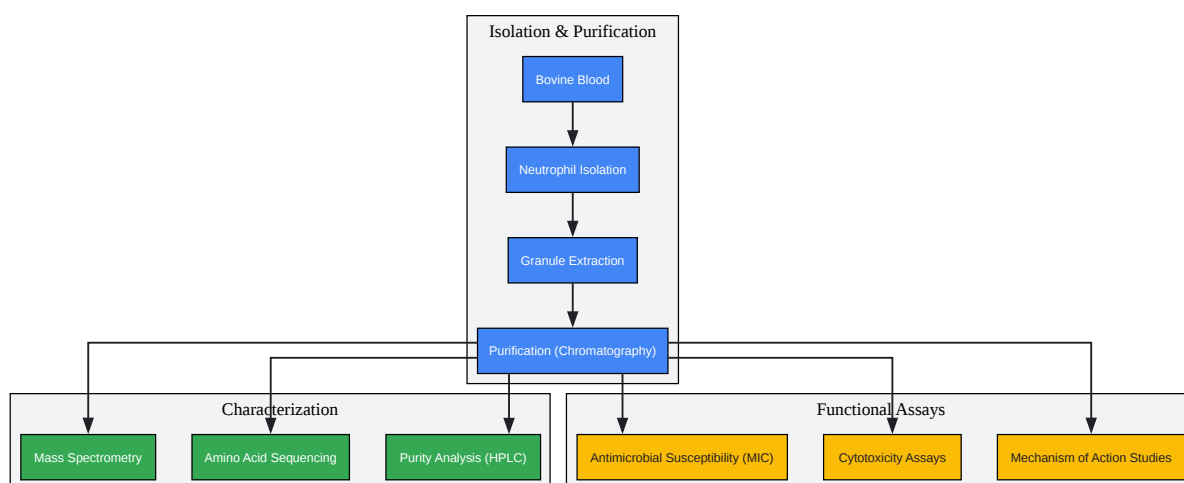 Isolation & Purification
Bovine Blood
Neutrophil Isolation
Granule Extraction
Purification (Chromatography)
Characterization
Functional Assays
Mass Spectrometry
Amino Acid Sequencing
Purity Analysis (HPLC)
Antimicrobial Susceptibility (MIC)
Cytotoxicity Assays
Mechanism of Action Studies